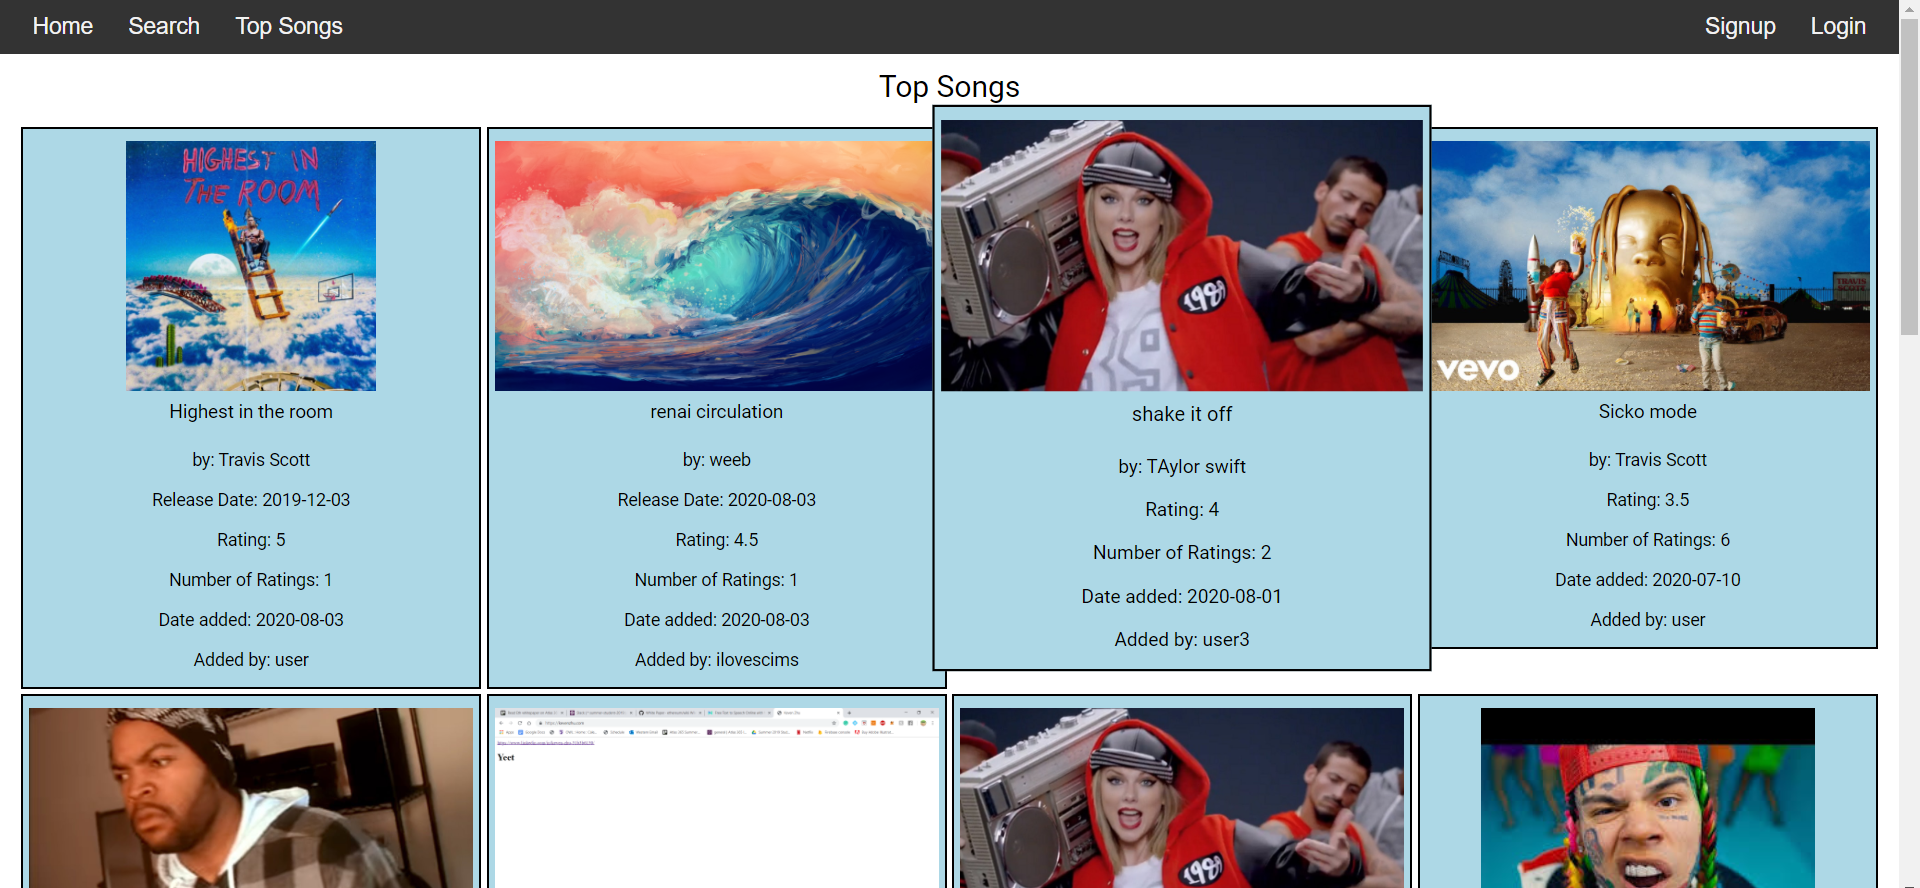 Home Search Top Songs Signup Login
Top Songs
HIGHEST IN
THE ROOM
Highest in the room
by: Travis Scott
Release Date: 2019-12-03
Rating: 5
Number of Ratings: 1
Date added: 2020-08-03
Added by: user
renai circulation
by: weeb
Release Date: 2020-08-03
Rating: 4.5
Number of Ratings: 1
Date added: 2020-08-03
Added by: ilovescims
1989
shake it off
by: TAylor swift
Rating: 4
Number of Ratings: 2
Date added: 2020-08-01
Added by: user3
TRAVIS
SCOTT
vevo
Sicko mode
by: Travis Scott
Rating: 3.5
Number of Ratings: 6
Date added: 2020-07-10
Added by: user
Yeet
1989